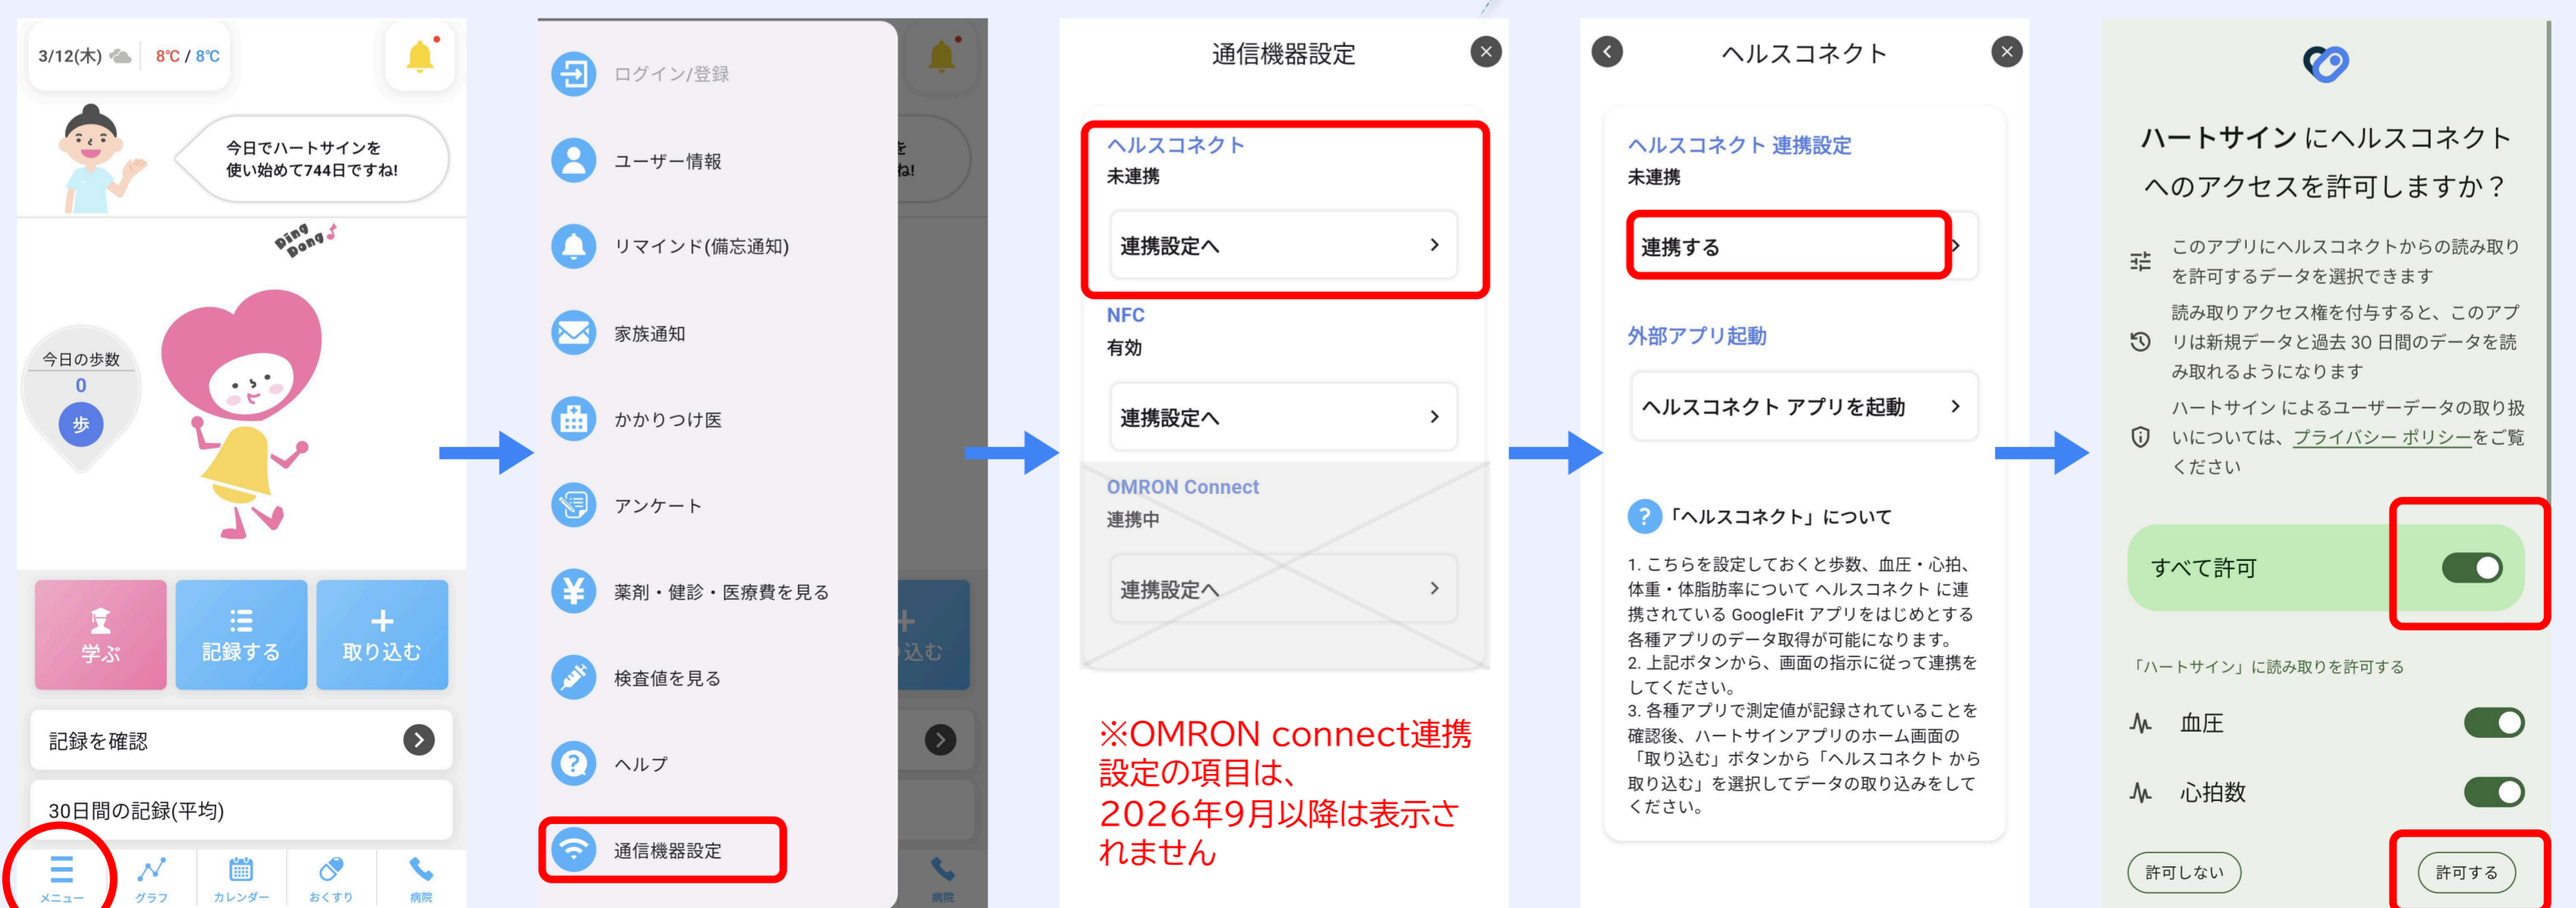 3/12(木)
8℃ / 8℃
今日でハートサインを
使い始めて744日ですね!
Ding
Dong
今日の歩数
0
歩
学ぶ
記録する
取り込む
記録を確認
30日間の記録(平均)
メニュー
グラフ
カレンダー
おくすり
病院
ログイン/登録
ユーザー情報
リマインド(備忘通知)
家族通知
かかりつけ医
アンケート
薬剤・健診・医療費を見る
検査値を見る
ヘルプ
通信機器設定
を
ね!
込む
病院
通信機器設定
ヘルスコネクト
未連携
連携設定へ
NFC
有効
連携設定へ
OMRON Connect
連携中
連携設定へ
※OMRON connect連携
設定の項目は、
2026年9月以降は表示さ
れません
ヘルスコネクト
ヘルスコネクト 連携設定
未連携
連携する
外部アプリ起動
ヘルスコネクト アプリを起動
?「ヘルスコネクト」について
1. こちらを設定しておくと歩数、血圧・心拍、
体重・体脂肪率について ヘルスコネクト に連
携されている GoogleFit アプリをはじめとする
各種アプリのデータ取得が可能になります。
2. 上記ボタンから、画面の指示に従って連携を
してください。
3. 各種アプリで測定値が記録されていることを
確認後、ハートサインアプリのホーム画面の
「取り込む」ボタンから「ヘルスコネクト から
取り込む」を選択してデータの取り込みをして
ください。
ハートサイン にヘルスコネクト
へのアクセスを許可しますか？
このアプリにヘルスコネクトからの読み取り
を許可するデータを選択できます
読み取りアクセス権を付与すると、このアプ
リは新規データと過去 30 日間のデータを読
み取れるようになります
ハートサイン によるユーザーデータの取り扱
いについては、プライバシー ポリシーをご覧
ください
すべて許可
「ハートサイン」に読み取りを許可する
血圧
心拍数
許可しない
許可する